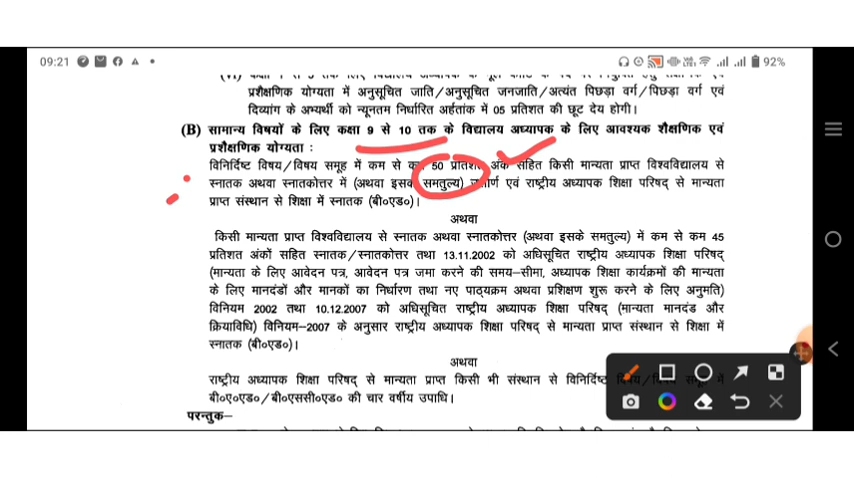 09:21
92%
प्रशैक्षणिक योग्यता में अनुसूचित जाति/अनुसूचित जनजाति/अत्यंत पिछड़ा वर्ग/पिछड़ा वर्ग एवं
दिव्यांग के अभ्यर्थी को न्यूनतम निर्धारित अर्हतांक में 05 प्रतिशत की छूट देय होगी।
(B) सामान्य विषयों के लिए कक्षा 9 से 10 तक के विद्यालय अध्यापक के लिए आवश्यक शैक्षणिक एवं
प्रशैक्षणिक योग्यता :
विनिर्दिष्ट विषय/विषय समूह में कम से कम 50 प्रतिशत अंक सहित किसी मान्यता प्राप्त विश्वविद्यालय से
स्नातक अथवा स्नातकोत्तर में (अथवा इसके समतुल्य) उत्तीर्ण एवं राष्ट्रीय अध्यापक शिक्षा परिषद् से मान्यता
प्राप्त संस्थान से शिक्षा में स्नातक (बी०एड०)।
अथवा
किसी मान्यता प्राप्त विश्वविद्यालय से स्नातक अथवा स्नातकोत्तर (अथवा इसके समतुल्य) में कम से कम 45
प्रतिशत अंकों सहित स्नातक/स्नातकोत्तर तथा 13.11.2002 को अधिसूचित राष्ट्रीय अध्यापक शिक्षा परिषद्
(मान्यता के लिए आवेदन पत्र, आवेदन पत्र जमा करने की समय–सीमा, अध्यापक शिक्षा कार्यक्रमों की मान्यता
के लिए मानदंडों और मानकों का निर्धारण तथा नए पाठ्यक्रम अथवा प्रशिक्षण शुरू करने के लिए अनुमति)
विनियम 2002 तथा 10.12.2007 को अधिसूचित राष्ट्रीय अध्यापक शिक्षा परिषद् (मान्यता मानदंड और
क्रियाविधि) विनियम–2007 के अनुसार राष्ट्रीय अध्यापक शिक्षा परिषद् से मान्यता प्राप्त संस्थान से शिक्षा में
स्नातक (बी०एड०)।
अथवा
राष्ट्रीय अध्यापक शिक्षा परिषद् से मान्यता प्राप्त किसी भी संस्थान से विनिर्दिष्ट विषय/विषय समूह में
बी०ए०एड०/बी०एससी०एड० की चार वर्षीय उपाधि।
परन्तुक–